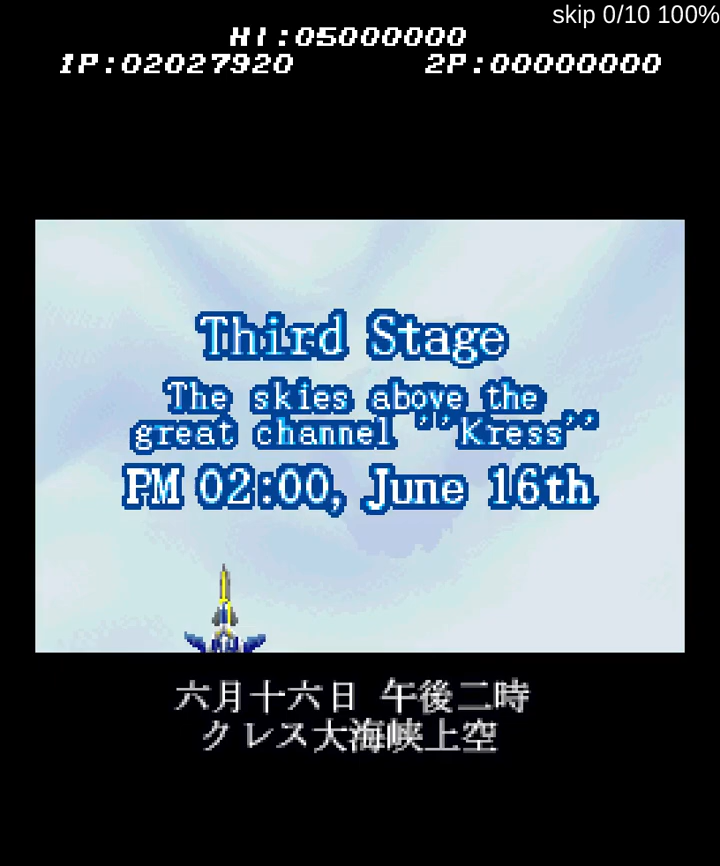 skip 0/10 100%
HI:05000000
1P:02027920 2P:00000000
Third Stage
The skies above the
great channel ''Kress''
PM 02:00, June 16th
六月十六日 午後二時
クレス大海峡上空